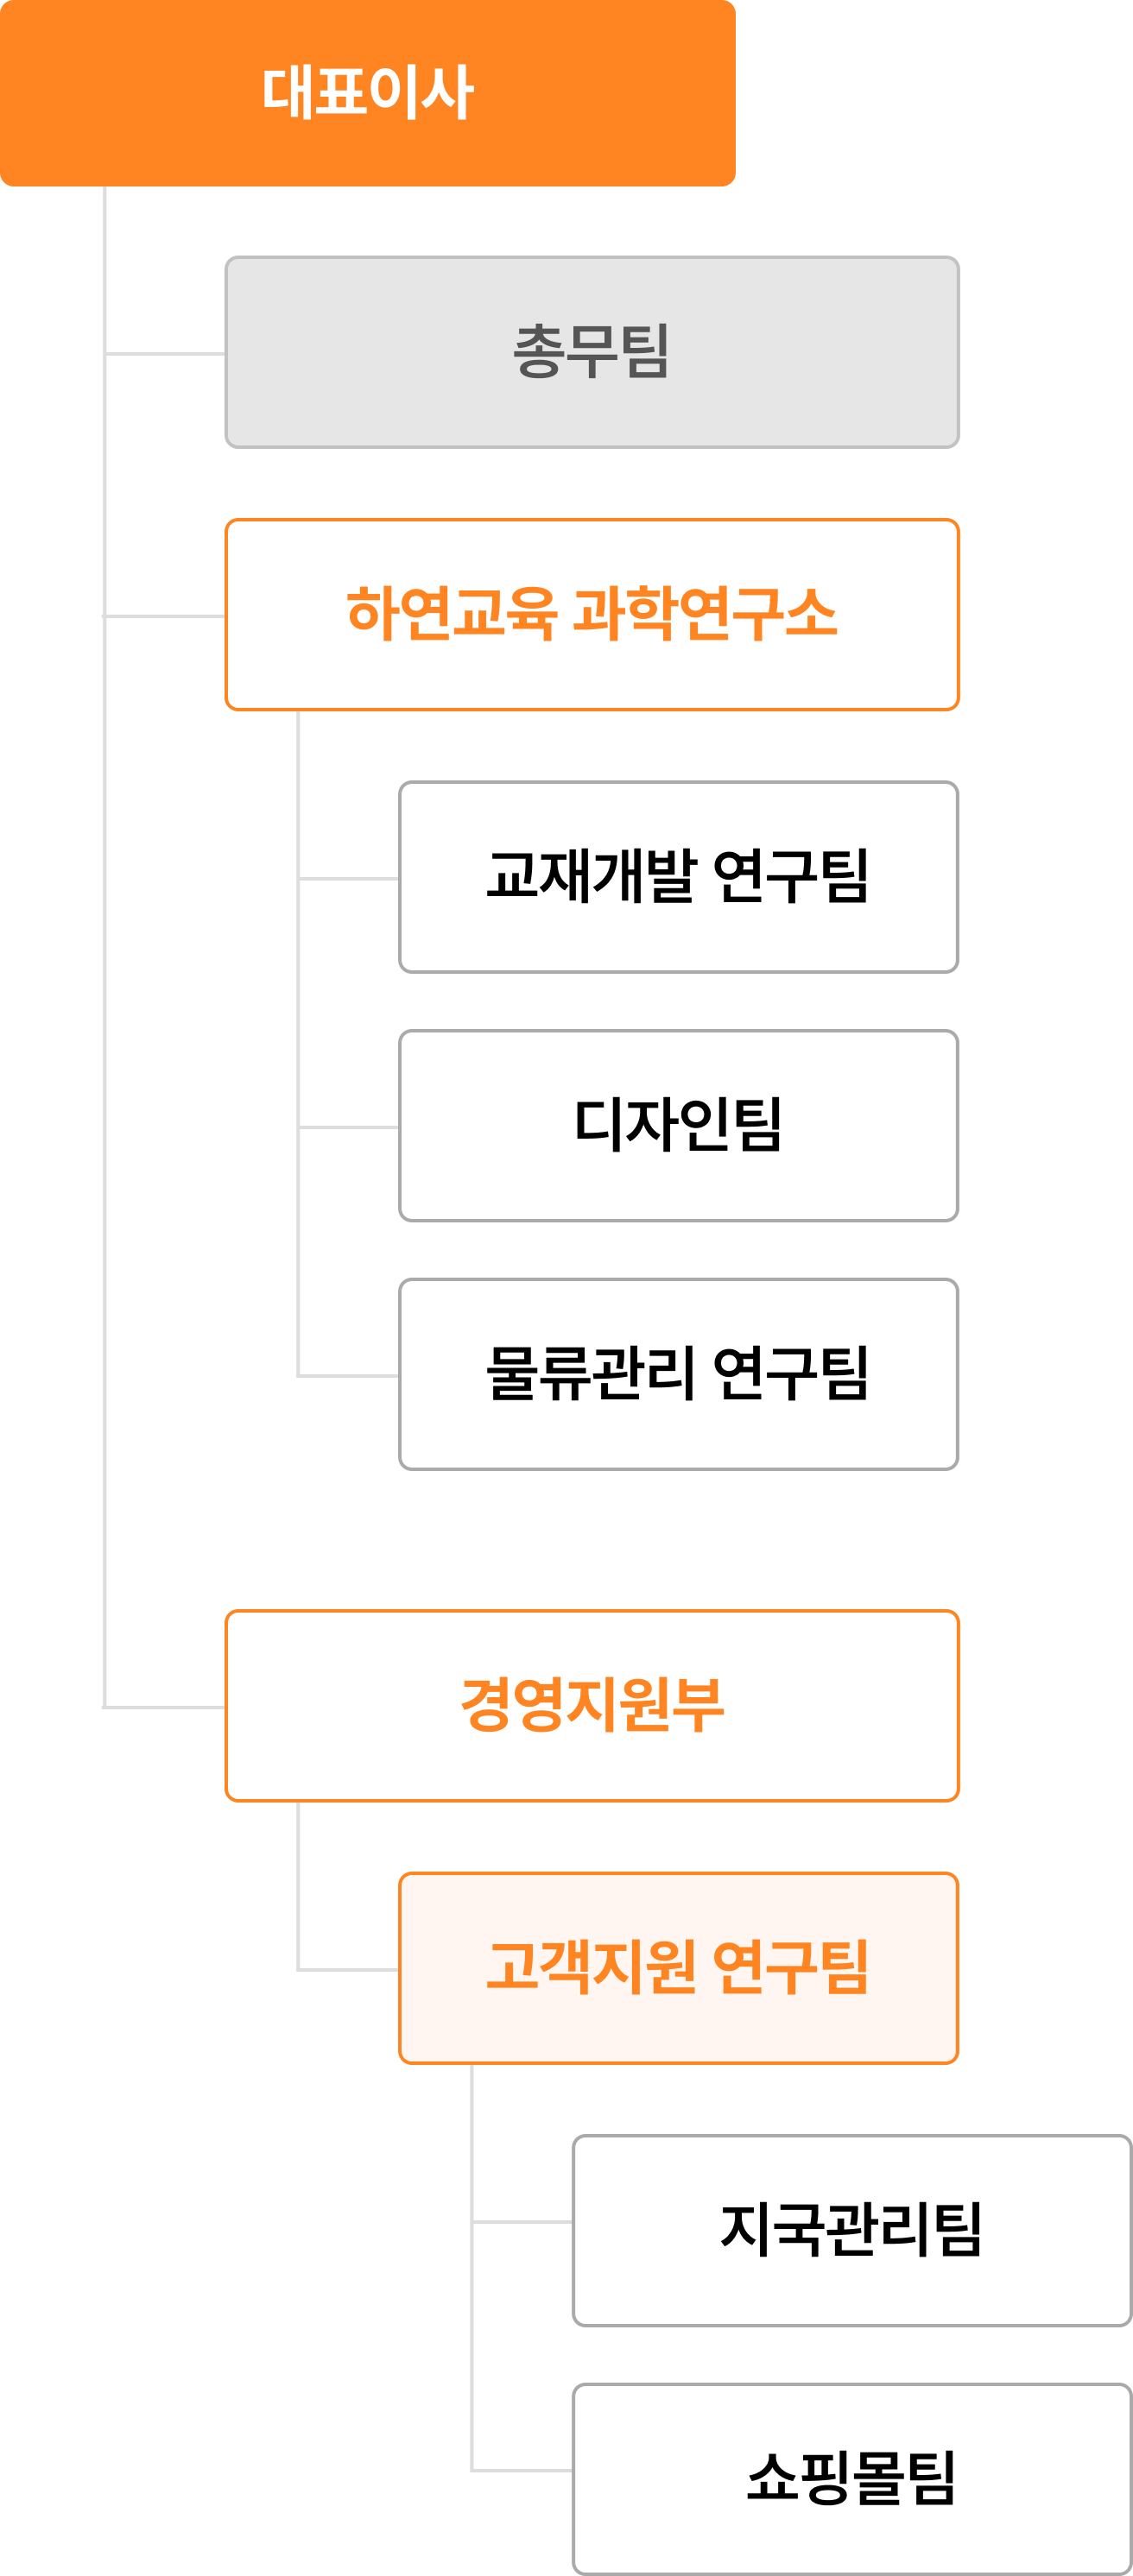 대표이사
총무팀
하연교육 과학연구소
교재개발 연구팀
디자인팀
물류관리 연구팀
경영지원부
고객지원 연구팀
지국관리팀
쇼핑몰팀